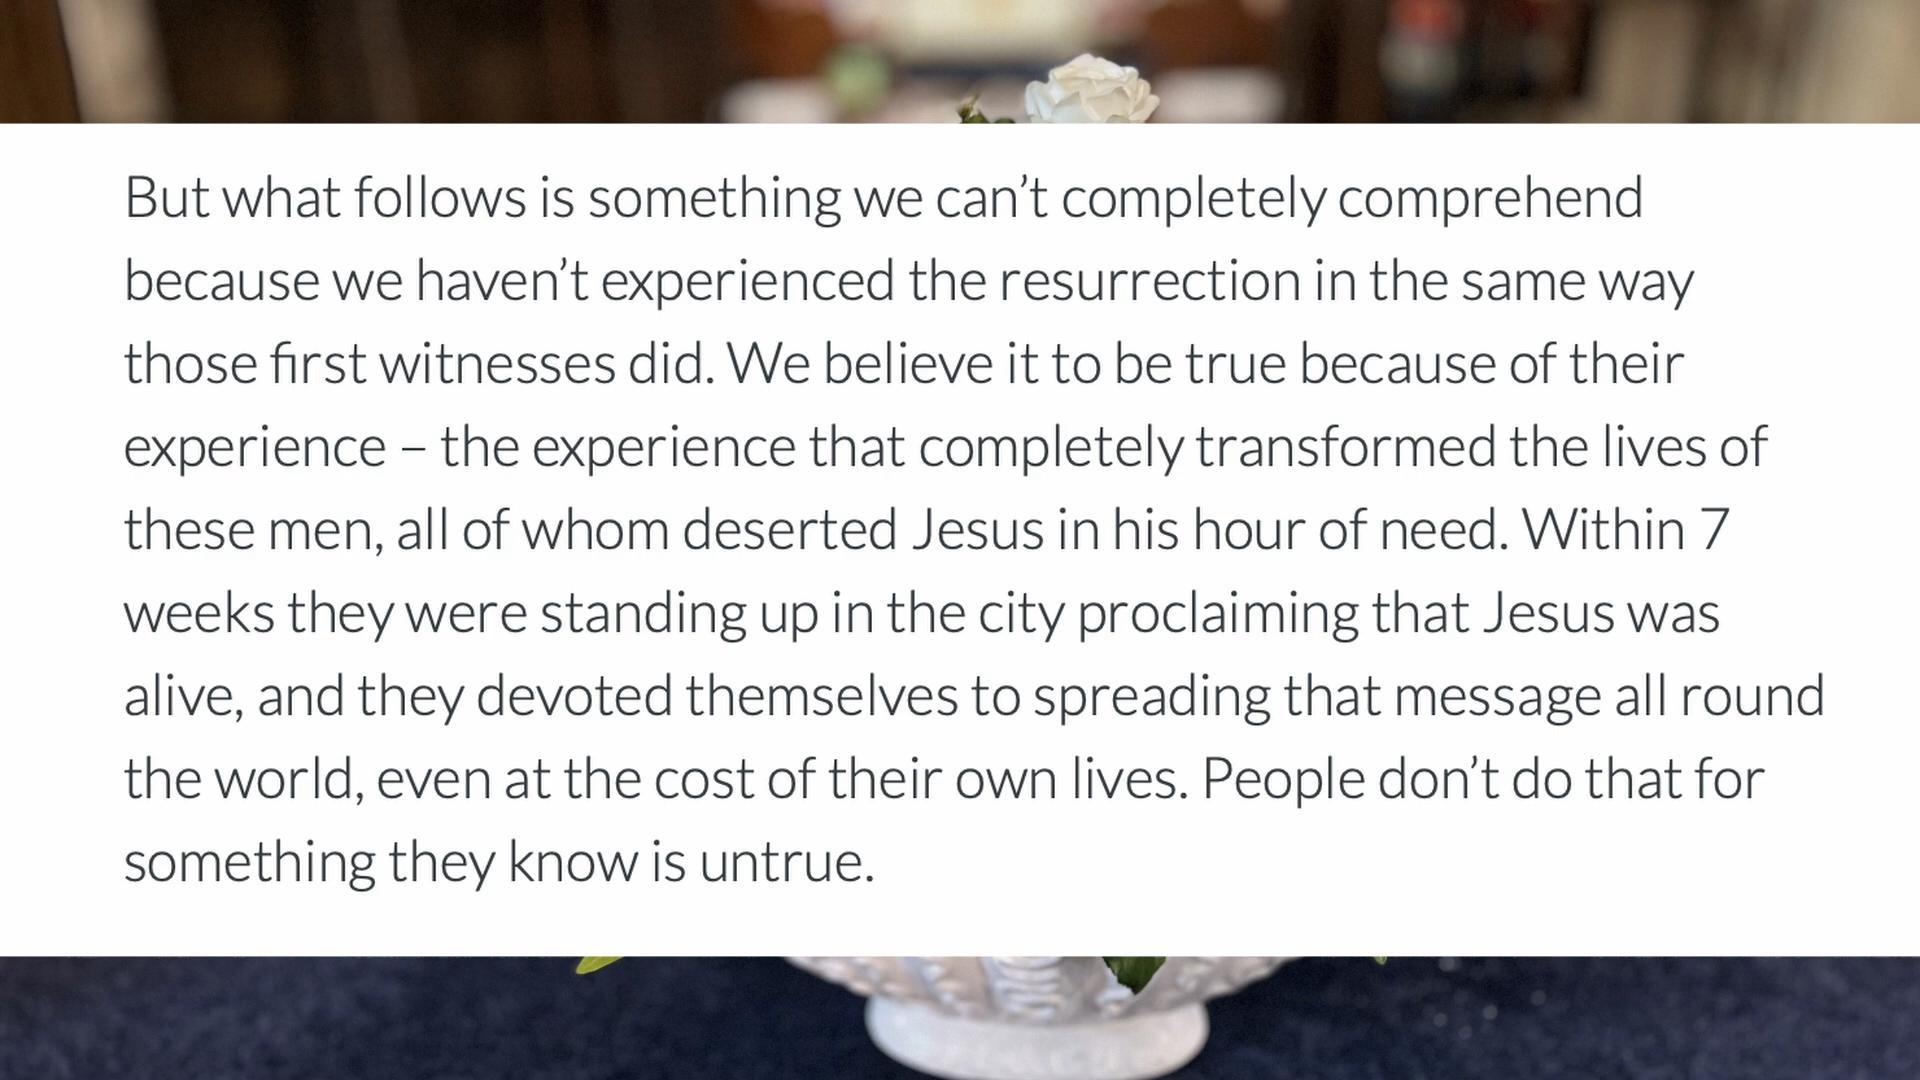 But what follows is something we can’t completely comprehend
because we haven’t experienced the resurrection in the same way
those first witnesses did. We believe it to be true because of their
experience – the experience that completely transformed the lives of
these men, all of whom deserted Jesus in his hour of need. Within 7
weeks they were standing up in the city proclaiming that Jesus was
alive, and they devoted themselves to spreading that message all round
the world, even at the cost of their own lives. People don’t do that for
something they know is untrue.